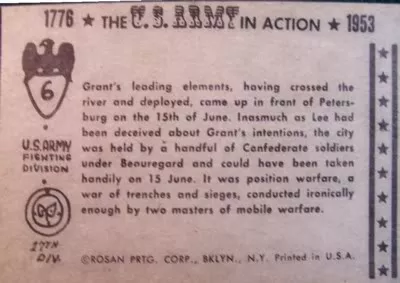 1776 ★ THE U.S. ARMY IN ACTION ★ 1953
6
U.S. ARMY
FIGHTING
DIVISION
27TH
DIV.
Grant's leading elements, having crossed the
river and deployed, came up in front of Peters-
burg on the 15th of June. Inasmuch as Lee had
been deceived about Grant's intentions, the city
was held by a handful of Confederate soldiers
under Beauregard and could have been taken
handily on 15 June. It was position warfare, a
war of trenches and sieges, conducted ironically
enough by two masters of mobile warfare.
©ROSAN PRTG. CORP., BKLYN., N.Y. Printed in U.S.A.